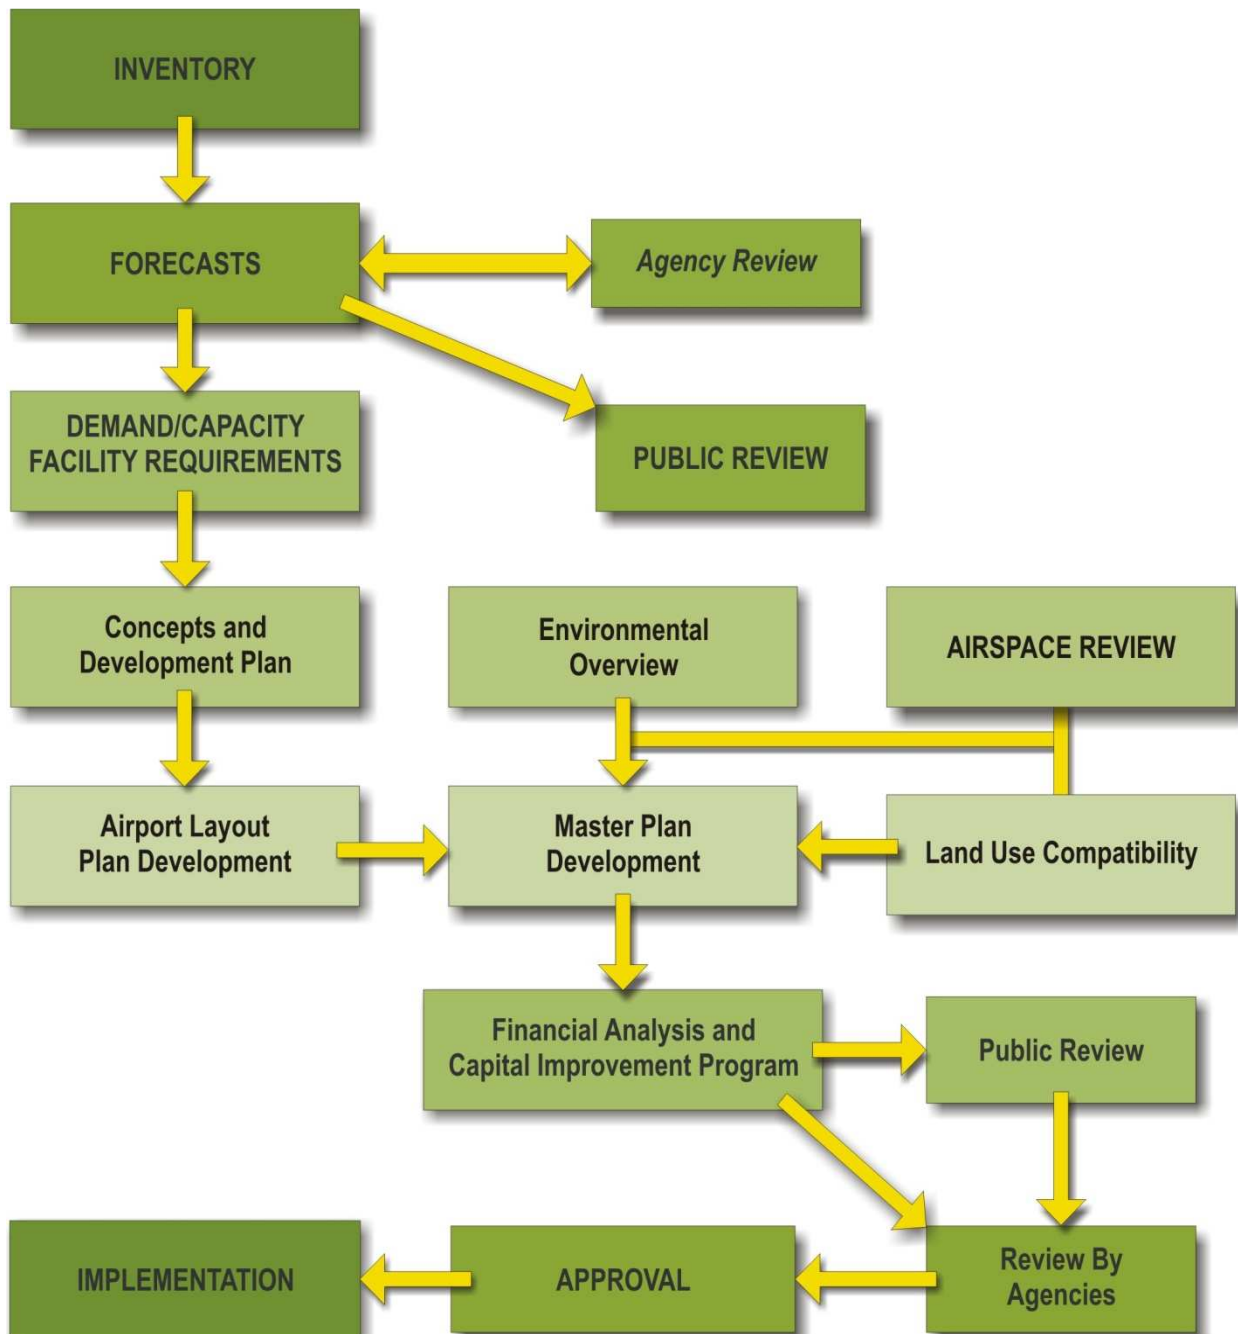 INVENTORY
FORECASTS
Agency Review
DEMAND/CAPACITY
FACILITY REQUIREMENTS
PUBLIC REVIEW
Concepts and
Development Plan
Environmental
Overview
AIRSPACE REVIEW
Airport Layout
Plan Development
Master Plan
Development
Land Use Compatibility
Financial Analysis and
Capital Improvement Program
Public Review
IMPLEMENTATION
APPROVAL
Review By
Agencies